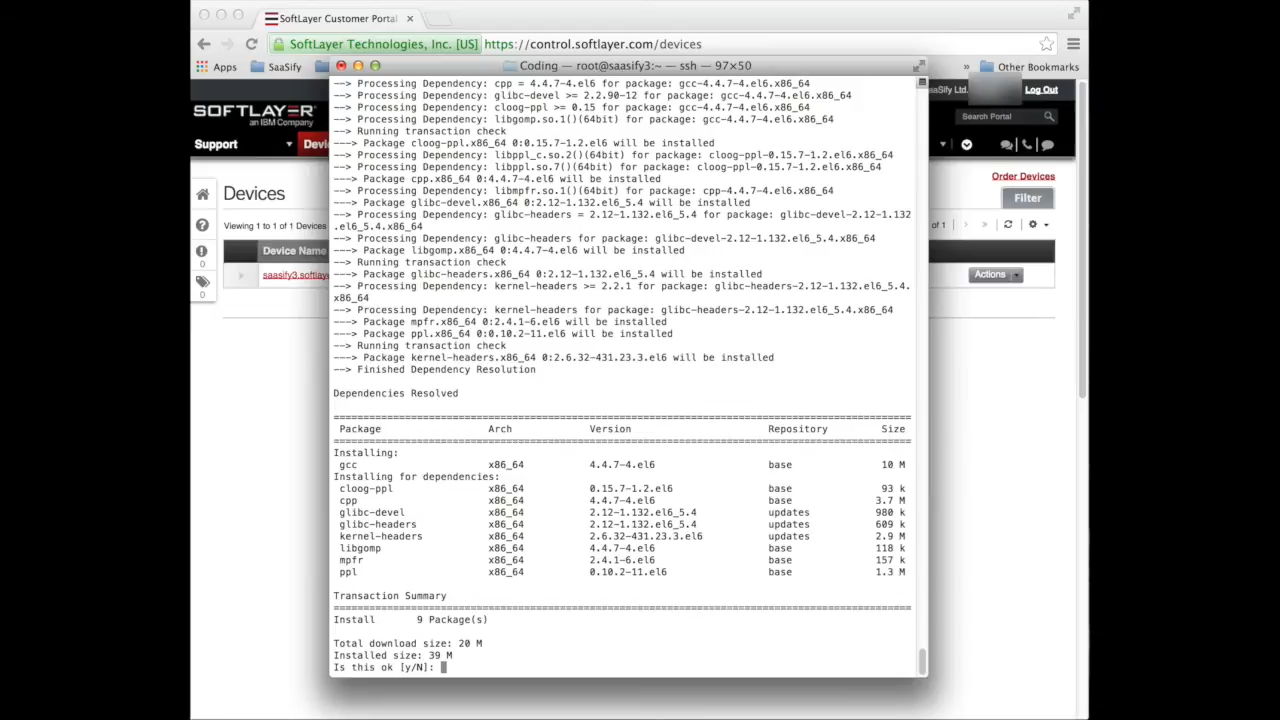 SoftLayer Customer Portal
SoftLayer Technologies, Inc. [US] https://control.softlayer.com/devices
Apps SaaSify » Other Bookmarks
Coding — root@saasify3:~ — ssh — 97×50
SOFTLAYER
an IBM Company
aaSify Ltd. Log Out
Search Portal
Support Devi
Order Devices
Devices
Filter
Viewing 1 to 1 of 1 Devices of 1
Device Name
0
saasify3.softlaye
Actions
0
--> Processing Dependency: cpp = 4.4.7-4.el6 for package: gcc-4.4.7-4.el6.x86_64
--> Processing Dependency: glibc-devel >= 2.2.90-12 for package: gcc-4.4.7-4.el6.x86_64
--> Processing Dependency: cloog-ppl >= 0.15 for package: gcc-4.4.7-4.el6.x86_64
--> Processing Dependency: libgomp.so.1()(64bit) for package: gcc-4.4.7-4.el6.x86_64
--> Running transaction check
---> Package cloog-ppl.x86_64 0:0.15.7-1.2.el6 will be installed
--> Processing Dependency: libppl_c.so.2()(64bit) for package: cloog-ppl-0.15.7-1.2.el6.x86_64
--> Processing Dependency: libppl.so.7()(64bit) for package: cloog-ppl-0.15.7-1.2.el6.x86_64
---> Package cpp.x86_64 0:4.4.7-4.el6 will be installed
--> Processing Dependency: libmpfr.so.1()(64bit) for package: cpp-4.4.7-4.el6.x86_64
---> Package glibc-devel.x86_64 0:2.12-1.132.el6_5.4 will be installed
--> Processing Dependency: glibc-headers = 2.12-1.132.el6_5.4 for package: glibc-devel-2.12-1.132
.el6_5.4.x86_64
--> Processing Dependency: glibc-headers for package: glibc-devel-2.12-1.132.el6_5.4.x86_64
---> Package libgomp.x86_64 0:4.4.7-4.el6 will be installed
--> Running transaction check
---> Package glibc-headers.x86_64 0:2.12-1.132.el6_5.4 will be installed
--> Processing Dependency: kernel-headers >= 2.2.1 for package: glibc-headers-2.12-1.132.el6_5.4.
x86_64
--> Processing Dependency: kernel-headers for package: glibc-headers-2.12-1.132.el6_5.4.x86_64
---> Package mpfr.x86_64 0:2.4.1-6.el6 will be installed
---> Package ppl.x86_64 0:0.10.2-11.el6 will be installed
--> Running transaction check
---> Package kernel-headers.x86_64 0:2.6.32-431.23.3.el6 will be installed
--> Finished Dependency Resolution
Dependencies Resolved
Package Arch Version Repository Size
Installing:
gcc x86_64 4.4.7-4.el6 base 10 M
Installing for dependencies:
cloog-ppl x86_64 0.15.7-1.2.el6 base 93 k
cpp x86_64 4.4.7-4.el6 base 3.7 M
glibc-devel x86_64 2.12-1.132.el6_5.4 updates 980 k
glibc-headers x86_64 2.12-1.132.el6_5.4 updates 609 k
kernel-headers x86_64 2.6.32-431.23.3.el6 updates 2.9 M
libgomp x86_64 4.4.7-4.el6 base 118 k
mpfr x86_64 2.4.1-6.el6 base 157 k
ppl x86_64 0.10.2-11.el6 base 1.3 M
Transaction Summary
Install 9 Package(s)
Total download size: 20 M
Installed size: 39 M
Is this ok [y/N]: